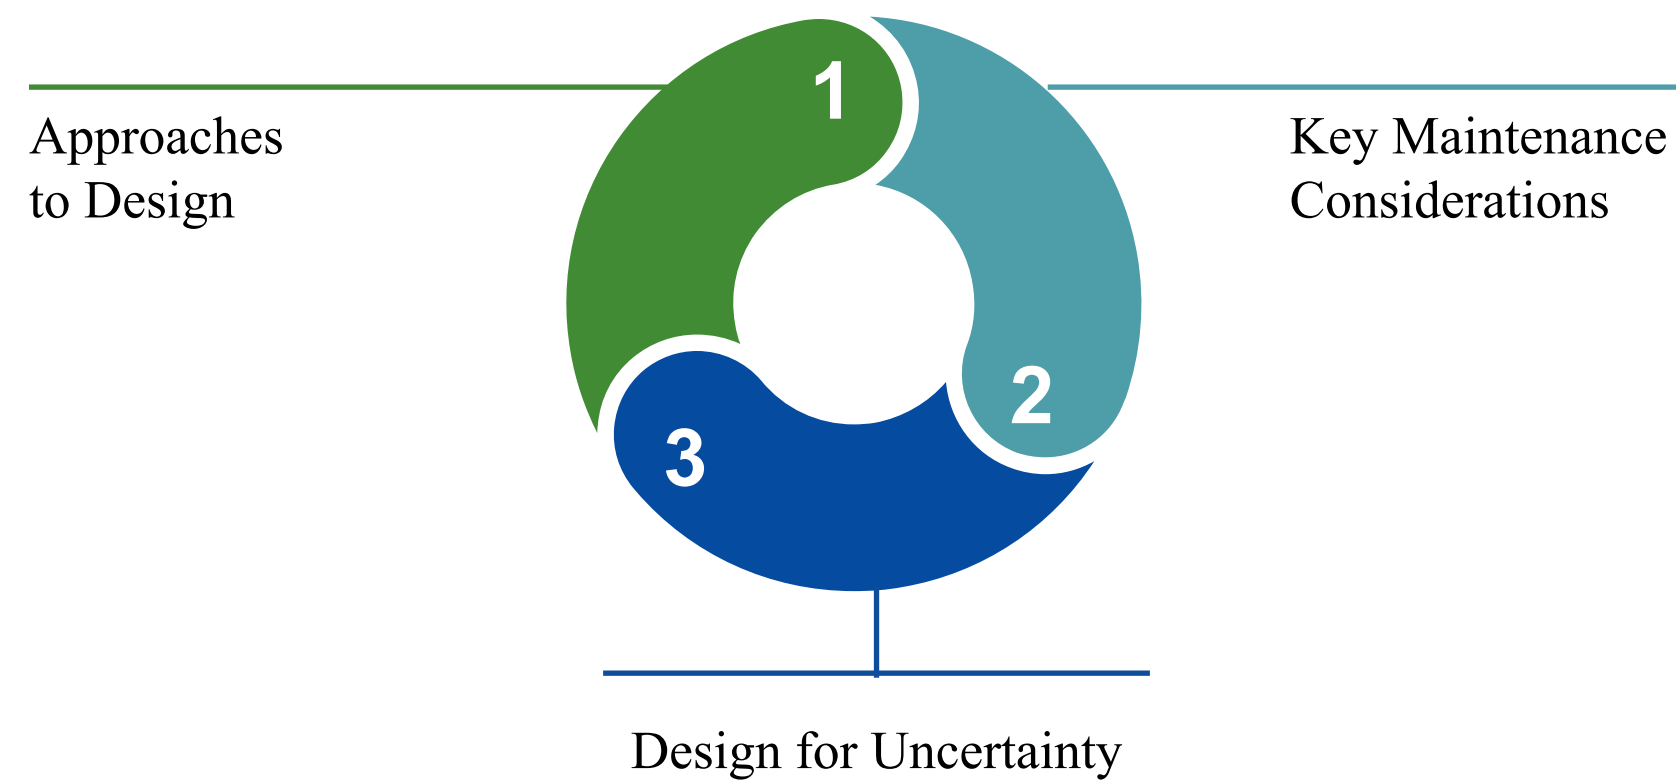 1
Approaches
to Design
Key Maintenance
Considerations
2
3
Design for Uncertainty